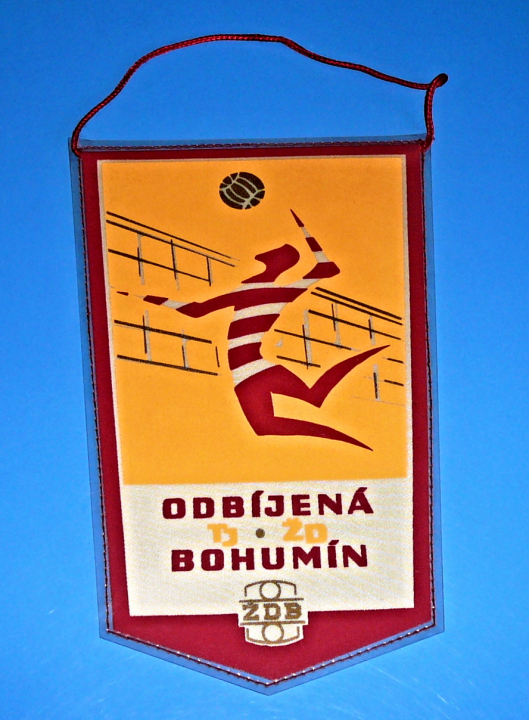 ODBÍJENÁ
TJ • ŽD
BOHUMÍN
ŽDB